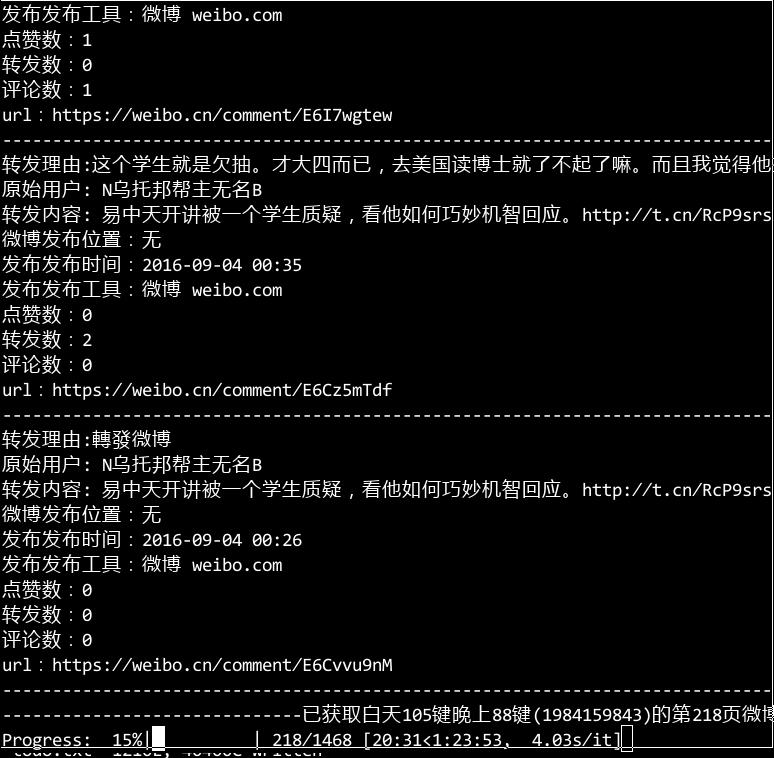 发布发布工具：微博 weibo.com
点赞数：1
转发数：0
评论数：1
url：https://weibo.cn/comment/E6I7wgtew
-----------------------------------------------------------------------------
转发理由:这个学生就是欠抽。才大四而已，去美国读博士就了不起了嘛。而且我觉得他
原始用户: N乌托邦帮主无名B
转发内容: 易中天开讲被一个学生质疑，看他如何巧妙机智回应。http://t.cn/RcP9srs
微博发布位置：无
发布发布时间：2016-09-04 00:35
发布发布工具：微博 weibo.com
点赞数：0
转发数：2
评论数：0
url：https://weibo.cn/comment/E6Cz5mTdf
-----------------------------------------------------------------------------
转发理由:轉發微博
原始用户: N乌托邦帮主无名B
转发内容: 易中天开讲被一个学生质疑，看他如何巧妙机智回应。http://t.cn/RcP9srs
微博发布位置：无
发布发布时间：2016-09-04 00:26
发布发布工具：微博 weibo.com
点赞数：0
转发数：0
评论数：0
url：https://weibo.cn/comment/E6Cvvu9nM
-----------------------------------------------------------------------------
------------------------------已获取白天105键晚上88键(1984159843)的第218页微博
Progress:  15%|█         | 218/1468 [20:31<1:23:53,  4.03s/it]